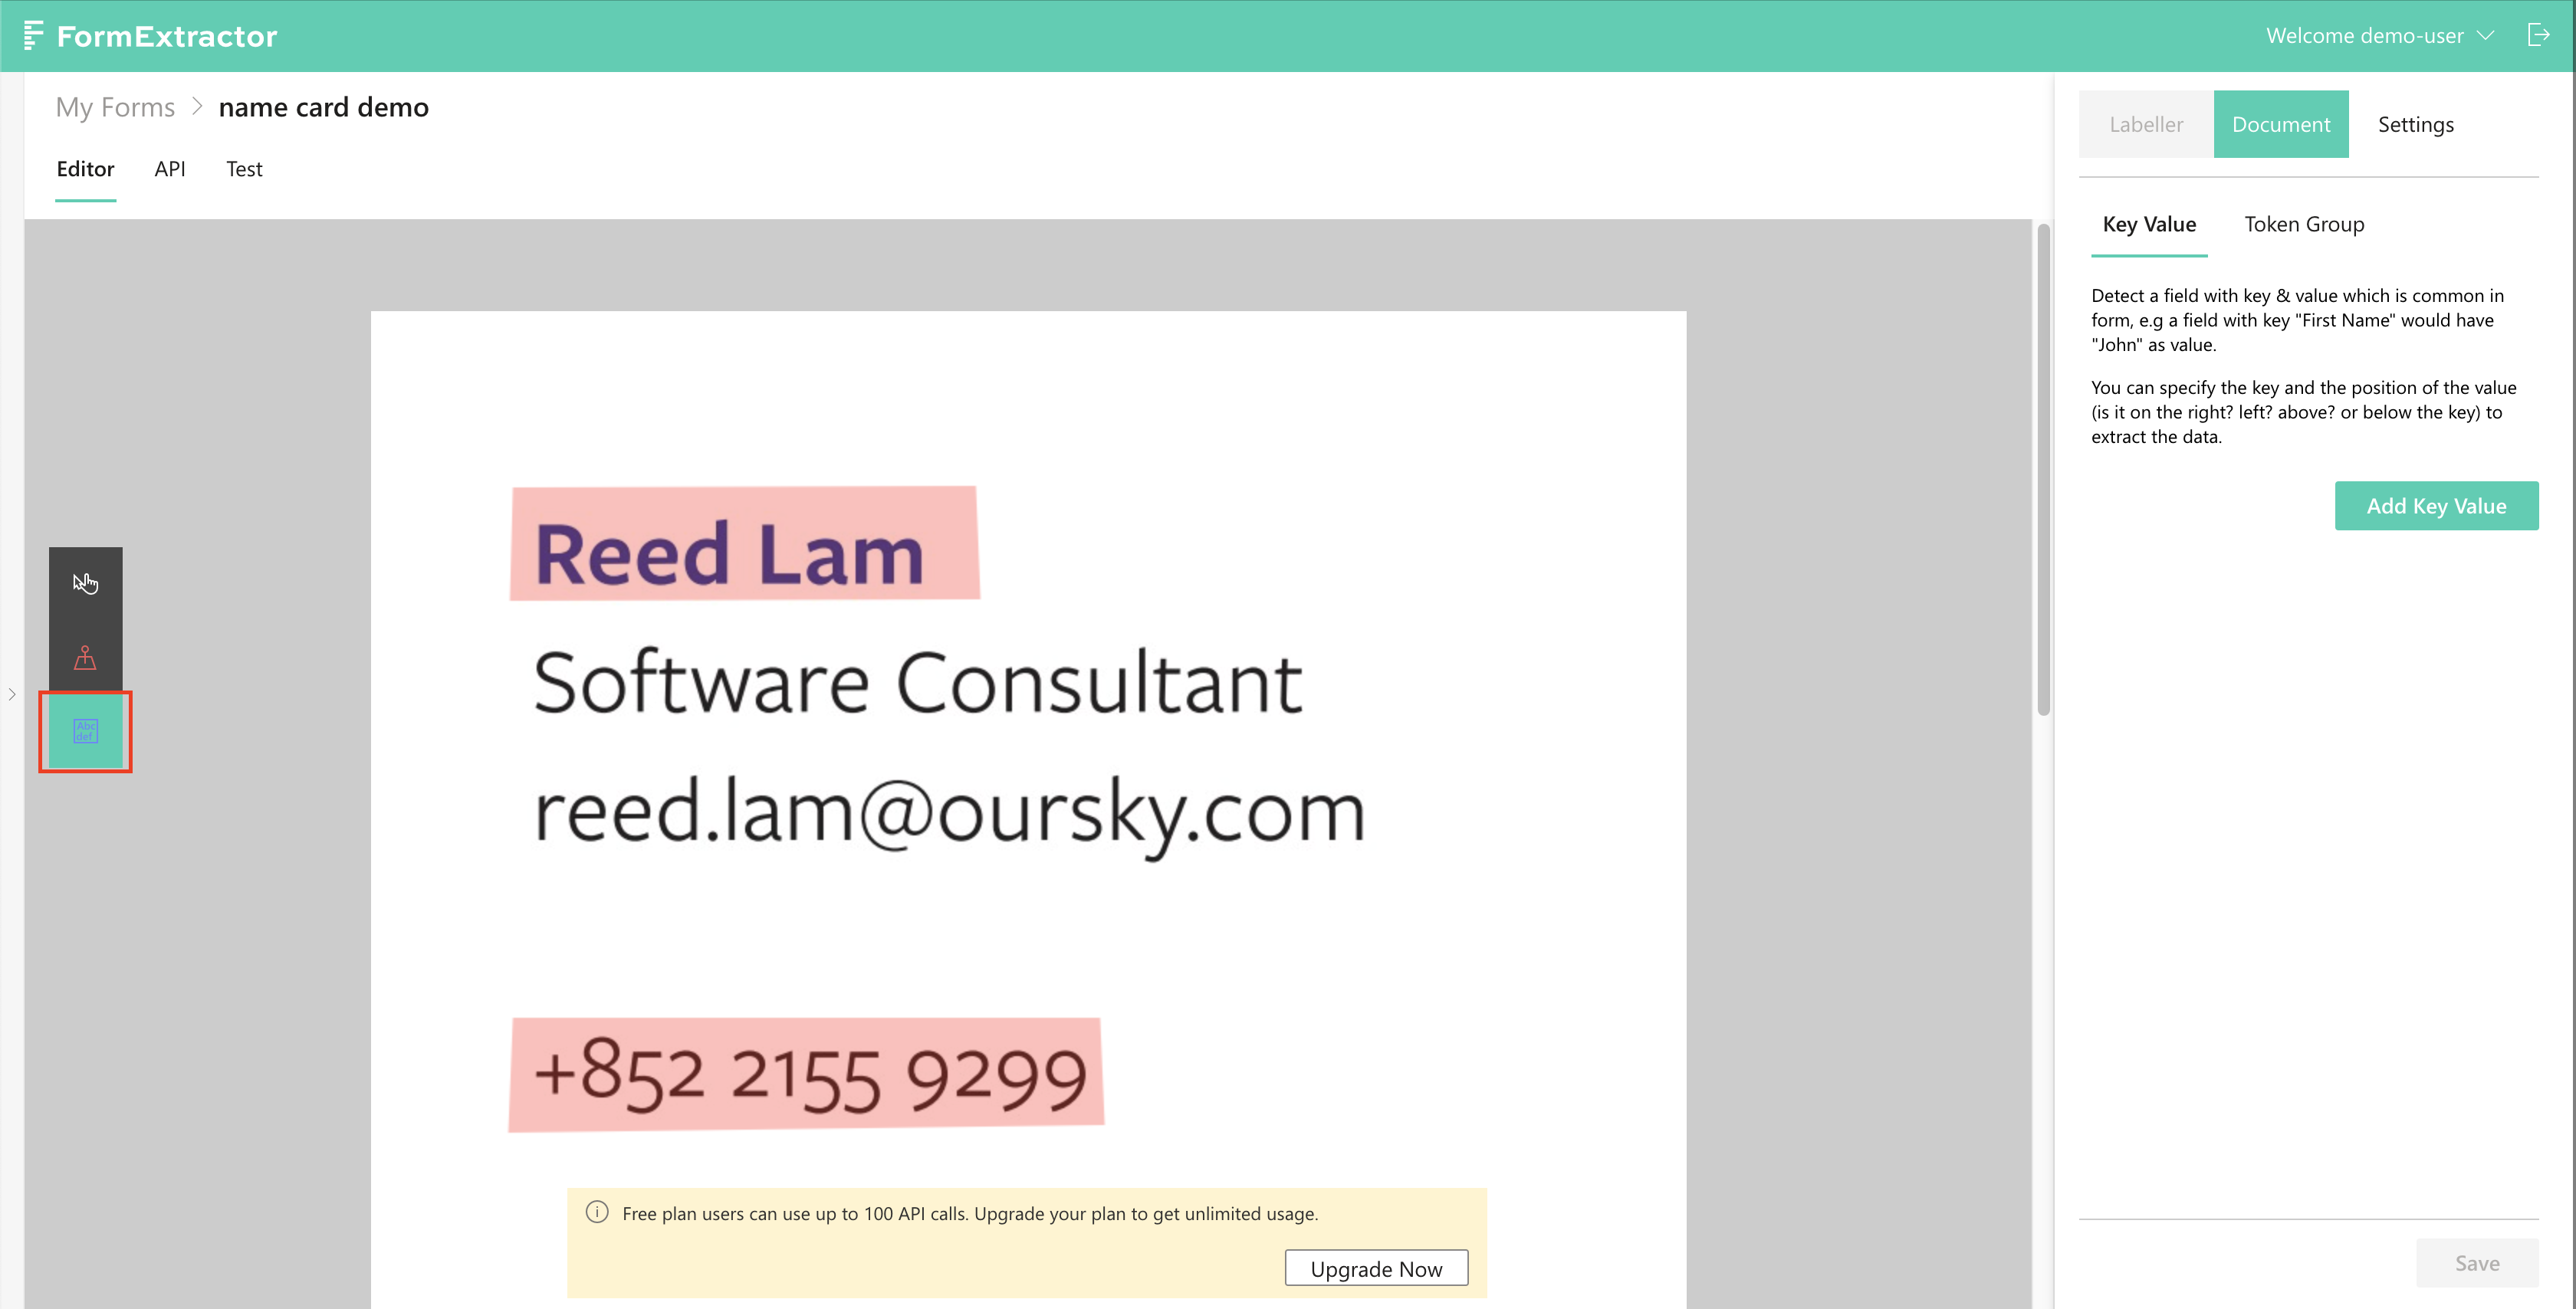 FormExtractor
Welcome demo-user
My Forms > name card demo
Editor API Test
Labeller Document Settings
Key Value Token Group
Detect a field with key & value which is common in
form, e.g a field with key "First Name" would have
"John" as value.
You can specify the key and the position of the value
(is it on the right? left? above? or below the key) to
extract the data.
Add Key Value
Abc
def
Reed Lam
Software Consultant
reed.lam@oursky.com
+852 2155 9299
Free plan users can use up to 100 API calls. Upgrade your plan to get unlimited usage.
Upgrade Now
Save